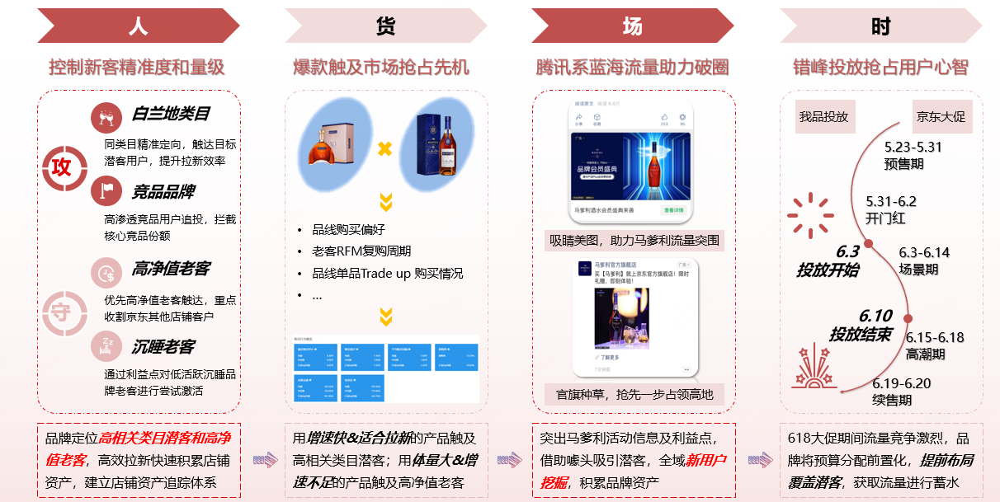 人
控制新客精准度和量级
攻
白兰地类目
同类目精准定向，触达目标
潜客用户，提升拉新效率
竞品品牌
高渗透竞品用户追投，拦截
核心竞品份额
守
高净值老客
优先高净值老客触达，重点
收割京东其他店铺客户
沉睡老客
通过利益点对低活跃沉睡品
牌老客进行尝试激活
品牌定位高相关类目潜客和高净
值老客，高效拉新快速积累店铺
资产，建立店铺资产追踪体系
货
爆款触及市场抢占先机
• 品线购买偏好
• 老客RFM复购周期
• 品线单品Trade up 购买情况
• ...
用增速快&适合拉新的产品触及
高相关类目潜客；用体量大&增
速不足的产品触及高净值老客
场
腾讯系蓝海流量助力破圈
阅读原文
分享
收藏
广告
品牌会员盛典
马爹利酒水会员盛典来袭
查看详情
吸睛美图，助力马爹利流量突围
马爹利官方旗舰店
广告
买【马爹利】就上京东官方旗舰店！限时
礼赠，即刻体验！
了解更多
7分钟前
官旗种草，抢先一步占领高地
突出马爹利活动信息及利益点，
借助噱头吸引潜客，全域新用户
挖掘，积累品牌资产
时
错峰投放抢占用户心智
我品投放
京东大促
5.23-5.31
预售期
5.31-6.2
开门红
6.3
投放开始
6.3-6.14
场景期
6.10
投放结束
6.15-6.18
高潮期
6.19-6.20
续售期
618大促期间流量竞争激烈，品
牌将预算分配前置化，提前布局
覆盖潜客，获取流量进行蓄水